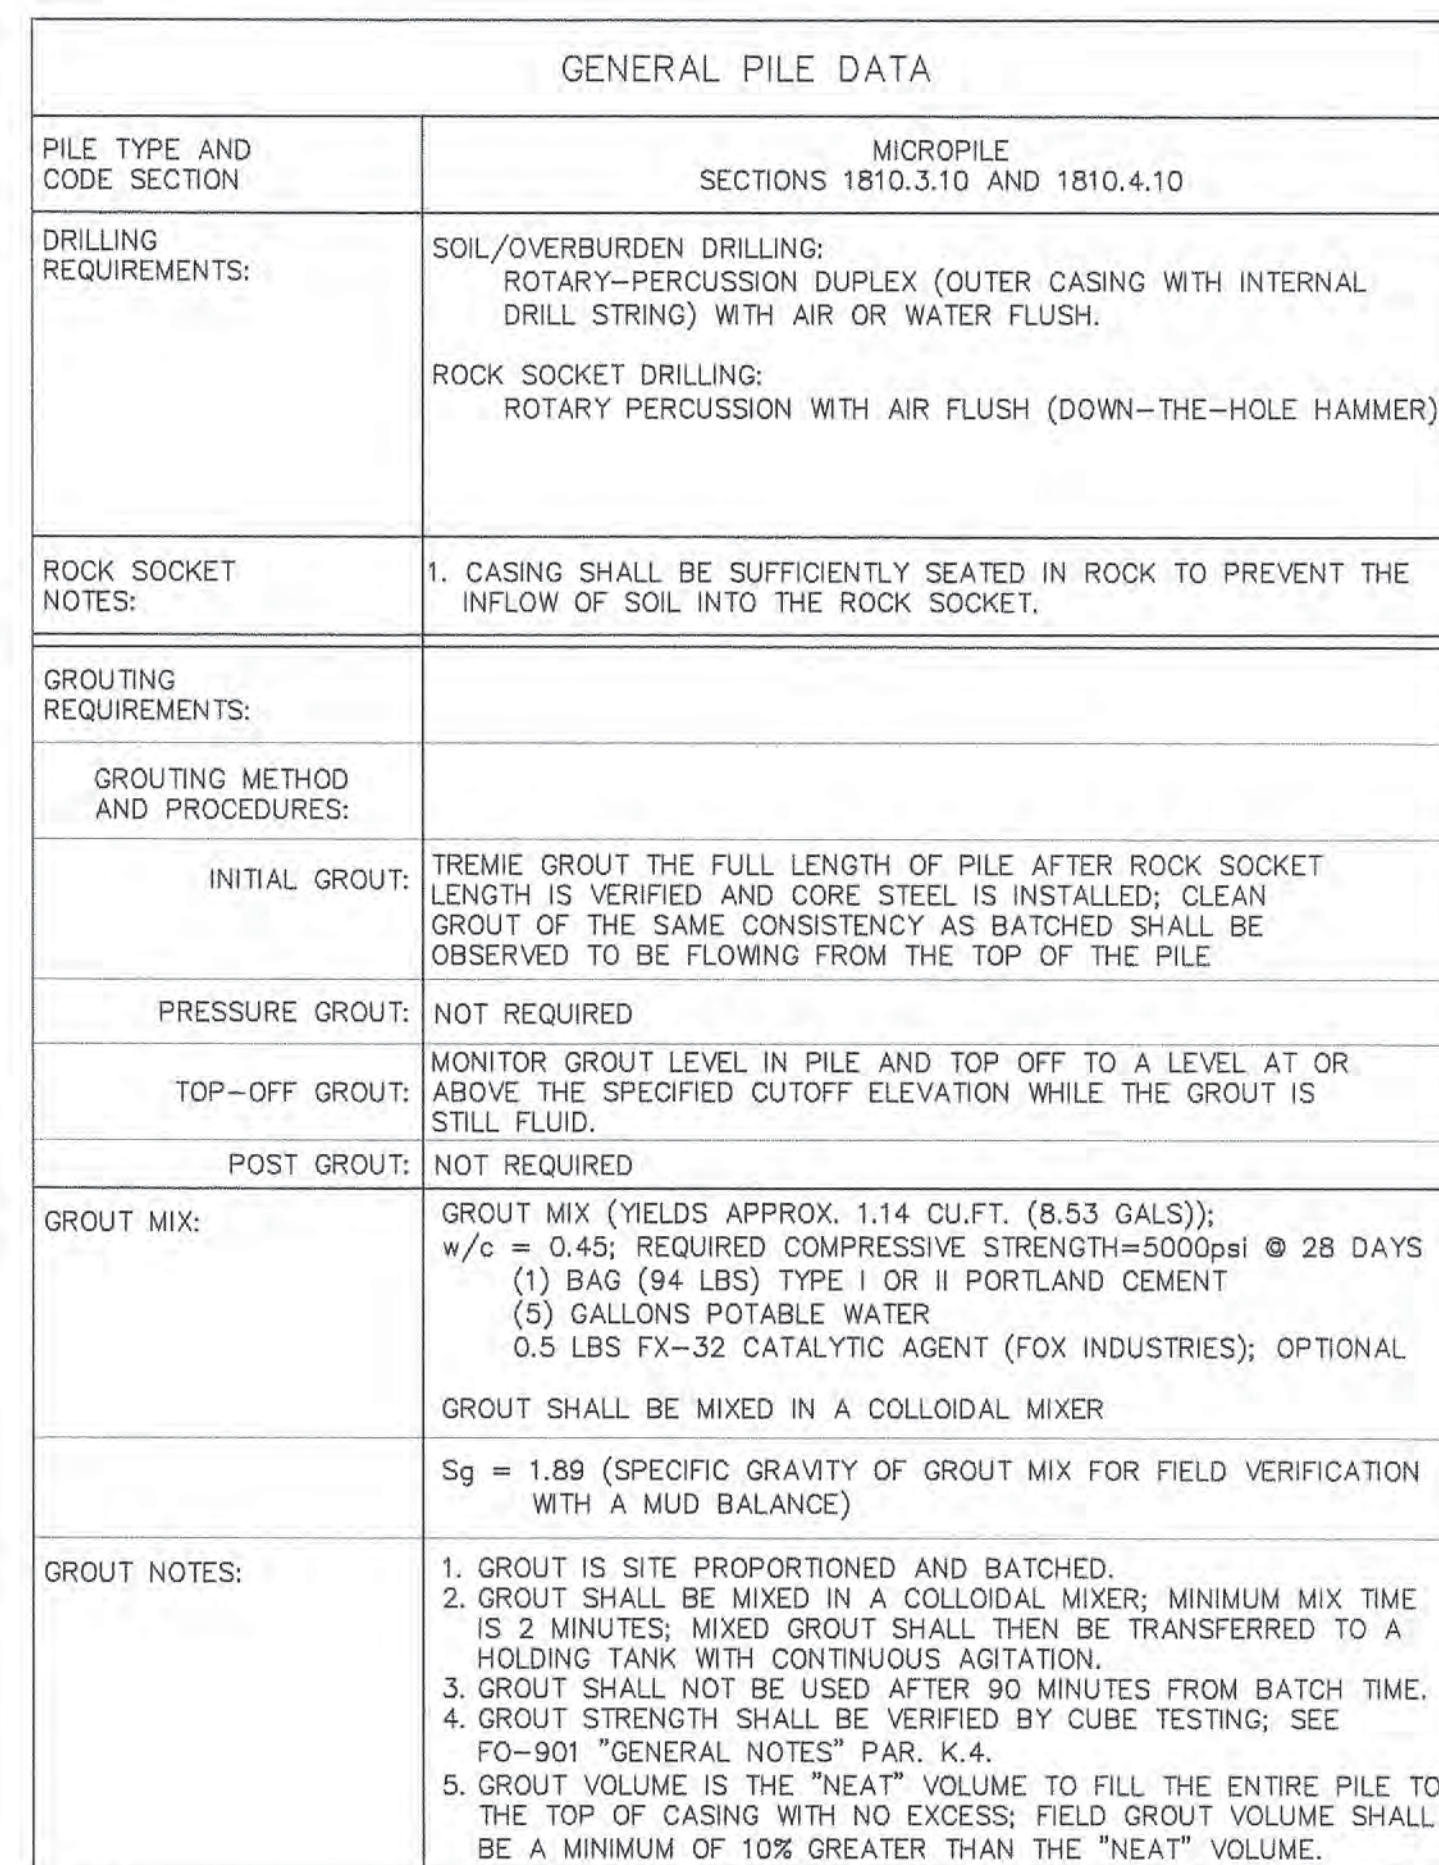 GENERAL PILE DATA
PILE TYPE AND
CODE SECTION
MICROPILE
SECTIONS 1810.3.10 AND 1810.4.10
DRILLING
REQUIREMENTS:
SOIL/OVERBURDEN DRILLING:
ROTARY-PERCUSSION DUPLEX (OUTER CASING WITH INTERNAL
DRILL STRING) WITH AIR OR WATER FLUSH.
ROCK SOCKET DRILLING:
ROTARY PERCUSSION WITH AIR FLUSH (DOWN-THE-HOLE HAMMER)
ROCK SOCKET
NOTES:
1. CASING SHALL BE SUFFICIENTLY SEATED IN ROCK TO PREVENT THE
INFLOW OF SOIL INTO THE ROCK SOCKET.
GROUTING
REQUIREMENTS:
GROUTING METHOD
AND PROCEDURES:
INITIAL GROUT:
TREMIE GROUT THE FULL LENGTH OF PILE AFTER ROCK SOCKET
LENGTH IS VERIFIED AND CORE STEEL IS INSTALLED; CLEAN
GROUT OF THE SAME CONSISTENCY AS BATCHED SHALL BE
OBSERVED TO BE FLOWING FROM THE TOP OF THE PILE
PRESSURE GROUT:
NOT REQUIRED
TOP-OFF GROUT:
MONITOR GROUT LEVEL IN PILE AND TOP OFF TO A LEVEL AT OR
ABOVE THE SPECIFIED CUTOFF ELEVATION WHILE THE GROUT IS
STILL FLUID.
POST GROUT:
NOT REQUIRED
GROUT MIX:
GROUT MIX (YIELDS APPROX. 1.14 CU.FT. (8.53 GALS));
w/c = 0.45; REQUIRED COMPRESSIVE STRENGTH=5000psi @ 28 DAYS
(1) BAG (94 LBS) TYPE I OR II PORTLAND CEMENT
(5) GALLONS POTABLE WATER
0.5 LBS FX-32 CATALYTIC AGENT (FOX INDUSTRIES); OPTIONAL
GROUT SHALL BE MIXED IN A COLLOIDAL MIXER
Sg = 1.89 (SPECIFIC GRAVITY OF GROUT MIX FOR FIELD VERIFICATION
WITH A MUD BALANCE)
GROUT NOTES:
1. GROUT IS SITE PROPORTIONED AND BATCHED.
2. GROUT SHALL BE MIXED IN A COLLOIDAL MIXER; MINIMUM MIX TIME
IS 2 MINUTES; MIXED GROUT SHALL THEN BE TRANSFERRED TO A
HOLDING TANK WITH CONTINUOUS AGITATION.
3. GROUT SHALL NOT BE USED AFTER 90 MINUTES FROM BATCH TIME.
4. GROUT STRENGTH SHALL BE VERIFIED BY CUBE TESTING; SEE
FO-901 "GENERAL NOTES" PAR. K.4.
5. GROUT VOLUME IS THE "NEAT" VOLUME TO FILL THE ENTIRE PILE TO
THE TOP OF CASING WITH NO EXCESS; FIELD GROUT VOLUME SHALL
BE A MINIMUM OF 10% GREATER THAN THE "NEAT" VOLUME.